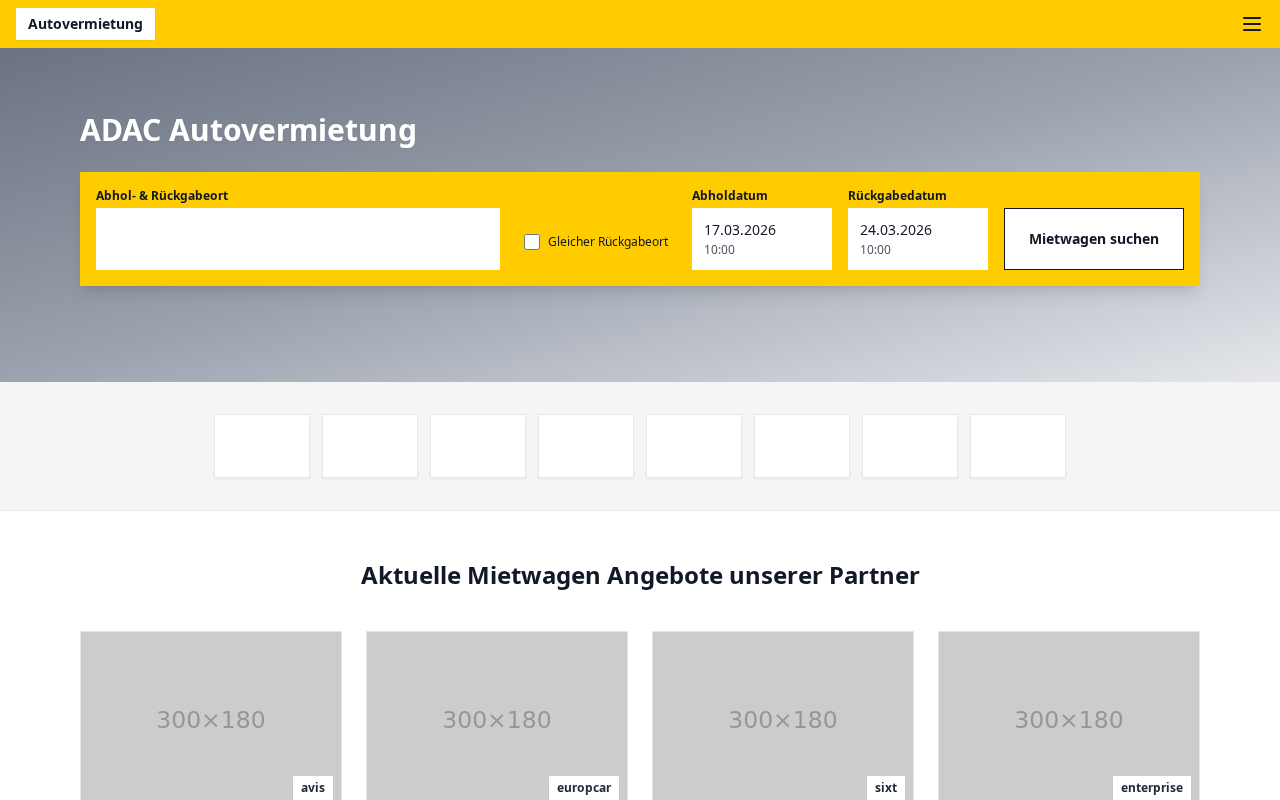 Autovermietung
ADAC Autovermietung
Abhol- & Rückgabeort
Gleicher Rückgabeort
Abholdatum
17.03.2026
10:00
Rückgabedatum
24.03.2026
10:00
Mietwagen suchen
Aktuelle Mietwagen Angebote unserer Partner
300×180
avis
300×180
europcar
300×180
sixt
300×180
enterprise